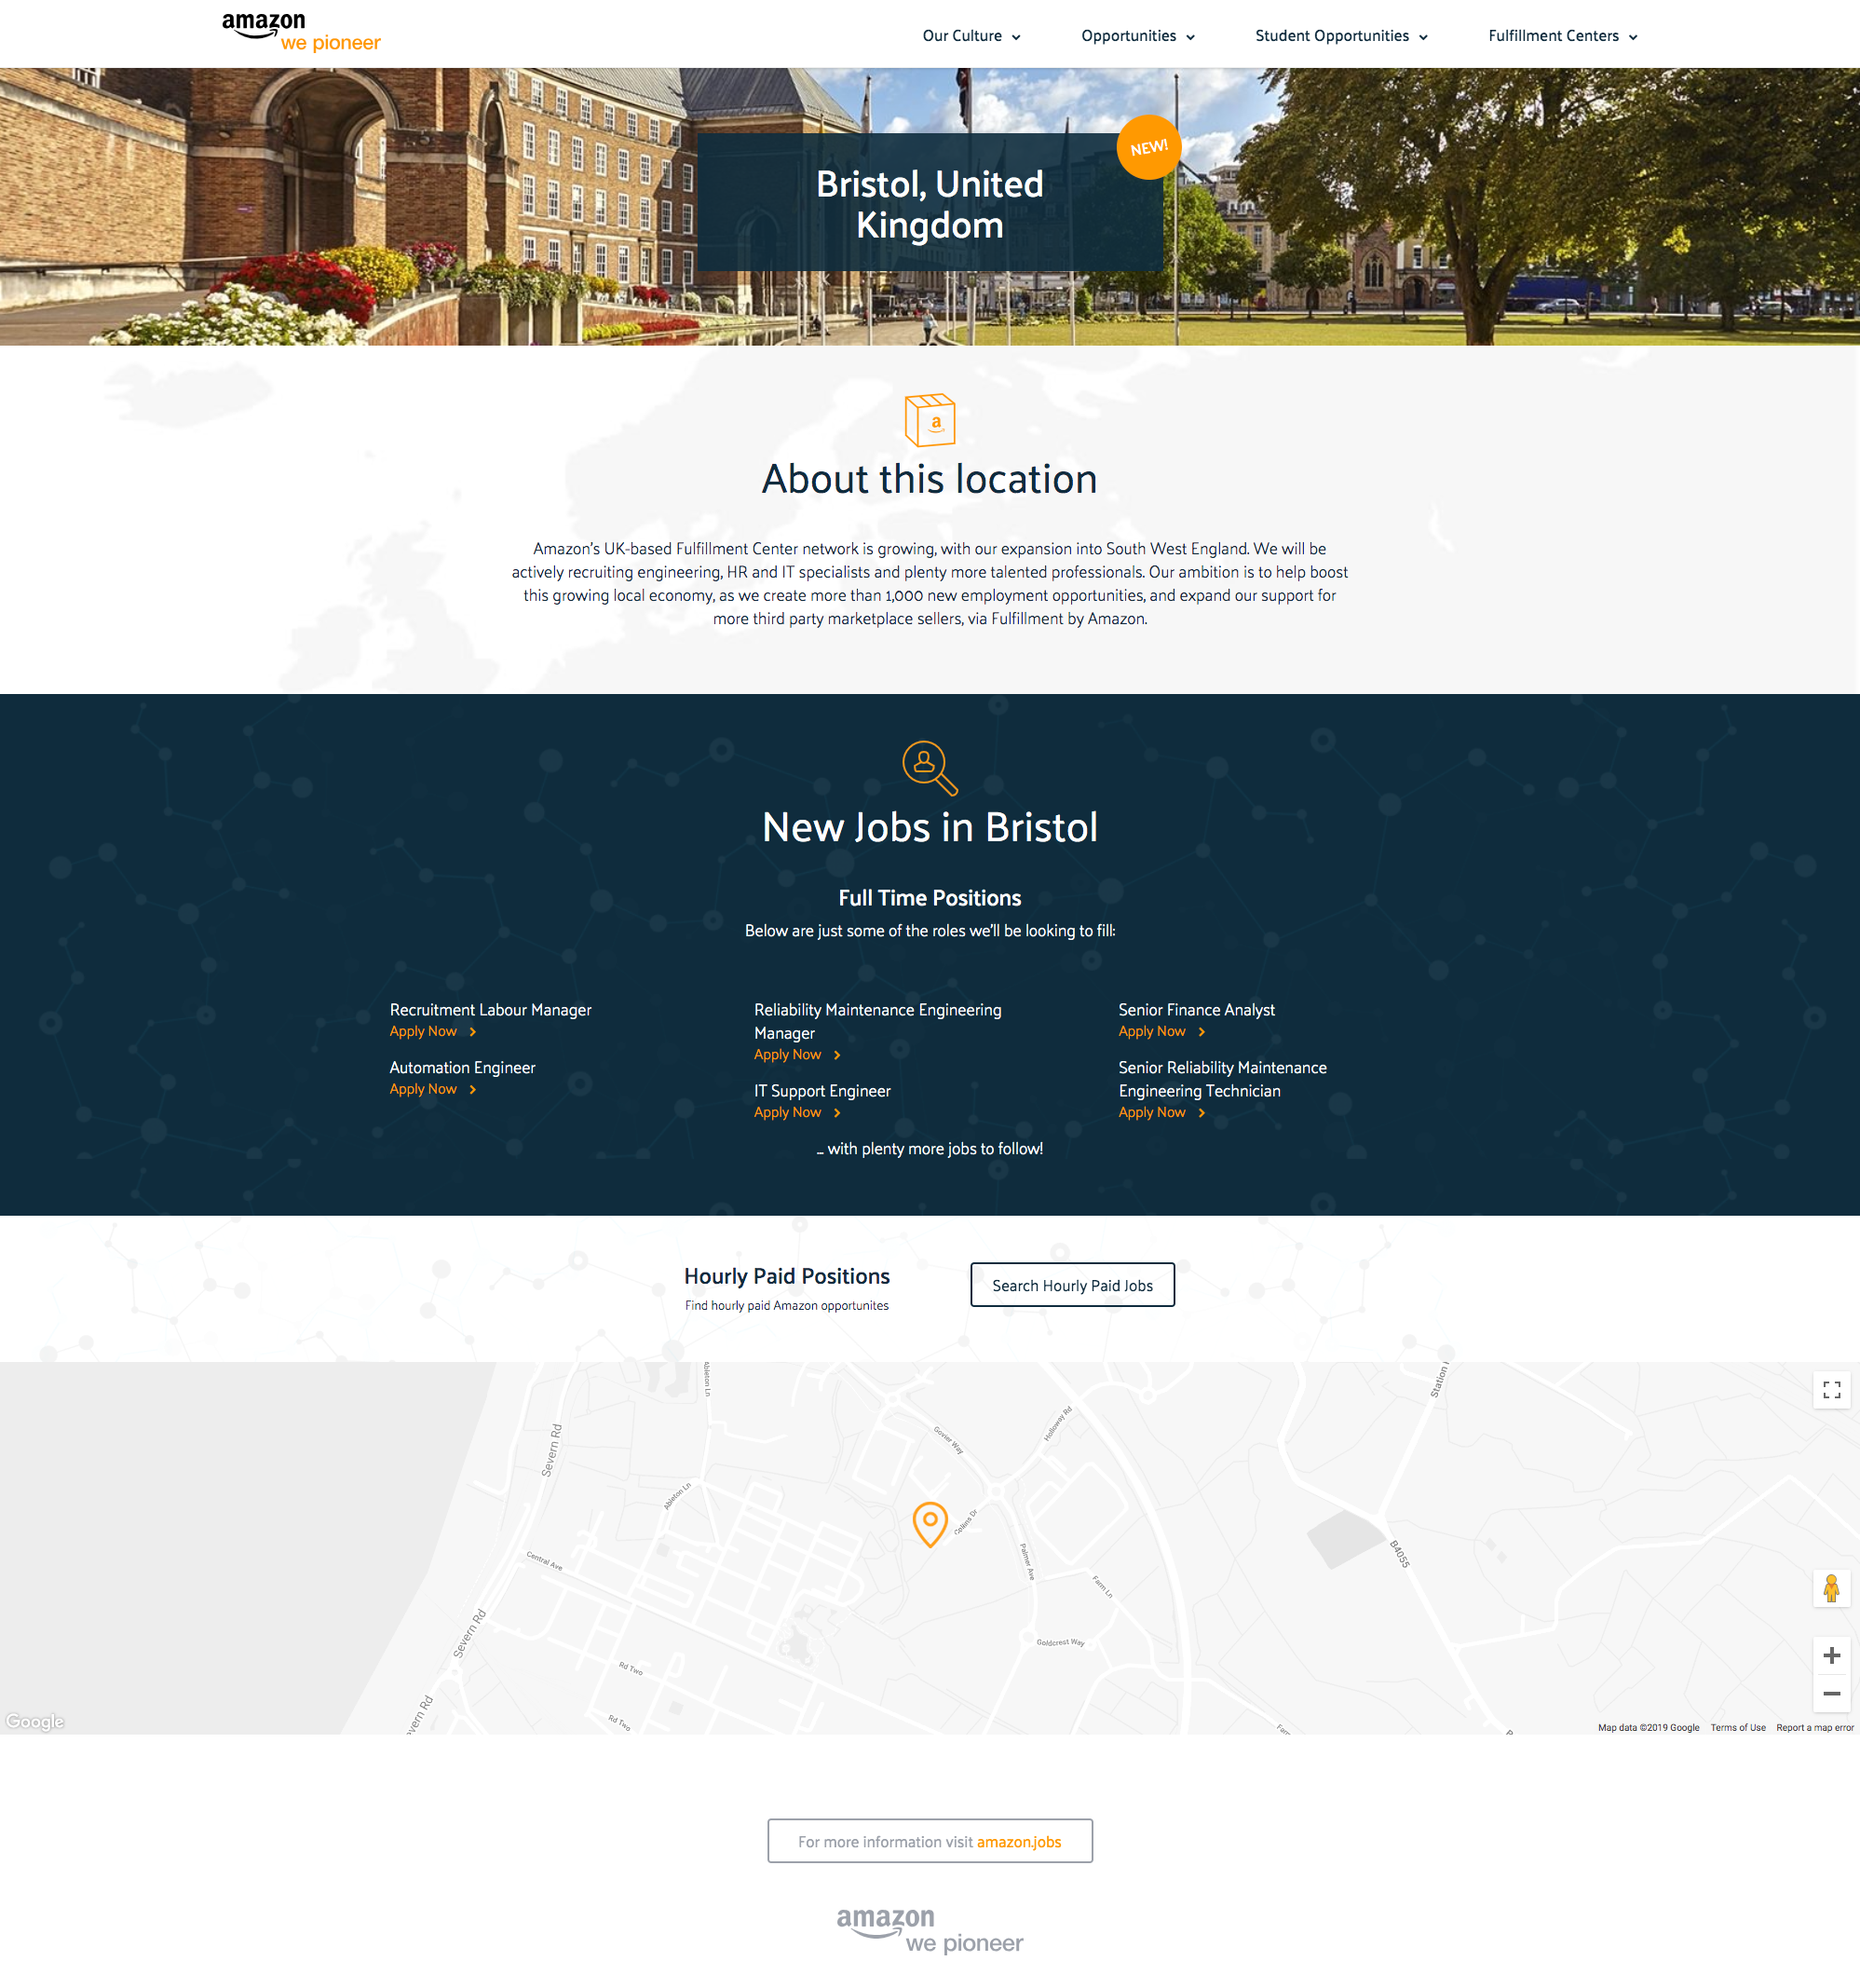 amazon
we pioneer
Our Culture
Opportunities
Student Opportunities
Fulfillment Centers
NEW!
Bristol, United
Kingdom
a
About this location
Amazon's UK-based Fulfillment Center network is growing, with our expansion into South West England. We will be
actively recruiting engineering, HR and IT specialists and plenty more talented professionals. Our ambition is to help boost
this growing local economy, as we create more than 1,000 new employment opportunities, and expand our support for
more third party marketplace sellers, via Fulfillment by Amazon.
New Jobs in Bristol
Full Time Positions
Below are just some of the roles we'll be looking to fill:
Recruitment Labour Manager
Apply Now
Automation Engineer
Apply Now
Reliability Maintenance Engineering
Manager
Apply Now
IT Support Engineer
Apply Now
Senior Finance Analyst
Apply Now
Senior Reliability Maintenance
Engineering Technician
Apply Now
... with plenty more jobs to follow!
Hourly Paid Positions
Find hourly paid Amazon opportunites
Search Hourly Paid Jobs
Ableton Ln
Station
Severn Rd
Govier Way
Holloway Rd
Ableton Ln
Collins Dr
Central Ave
Palmer Ave
B4055
Farm Ln
Severn Rd
Goldcrest Way
Rd Two
Rd Two
vern Rd
Farm
Google
Map data ©2019 Google
Terms of Use
Report a map error
For more information visit amazon.jobs
amazon
we pioneer